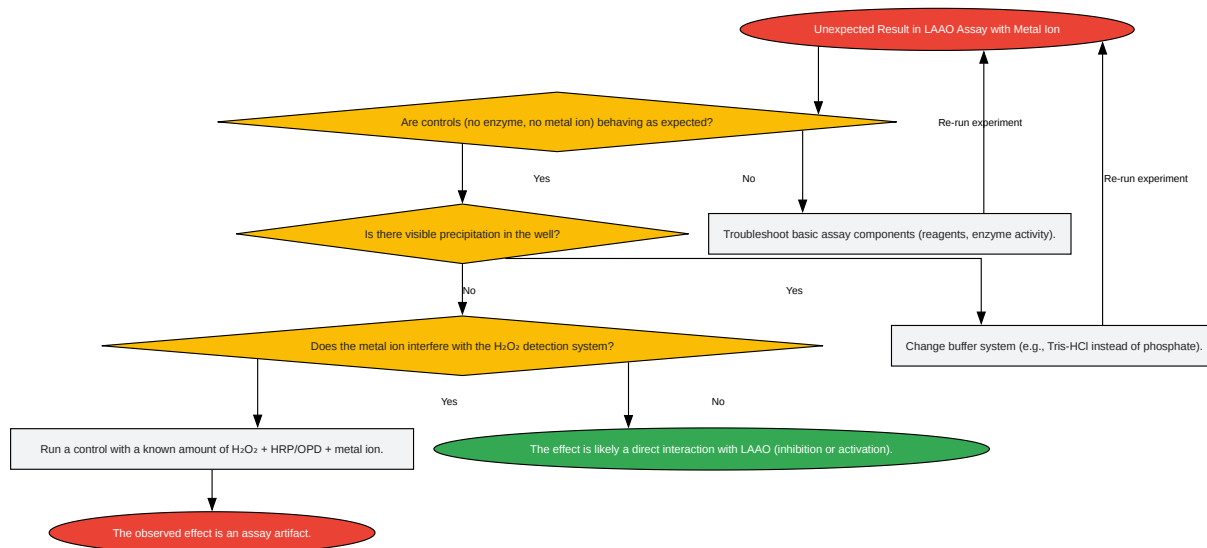 Unexpected Result in LAAO Assay with Metal Ion
Are controls (no enzyme, no metal ion) behaving as expected?
Re-run experiment
Yes
No
Re-run experiment
Is there visible precipitation in the well?
Troubleshoot basic assay components (reagents, enzyme activity).
No
Yes
Does the metal ion interfere with the H₂O₂ detection system?
Change buffer system (e.g., Tris-HCl instead of phosphate).
Yes
No
Run a control with a known amount of H₂O₂ + HRP/OPD + metal ion.
The effect is likely a direct interaction with LAAO (inhibition or activation).
The observed effect is an assay artifact.